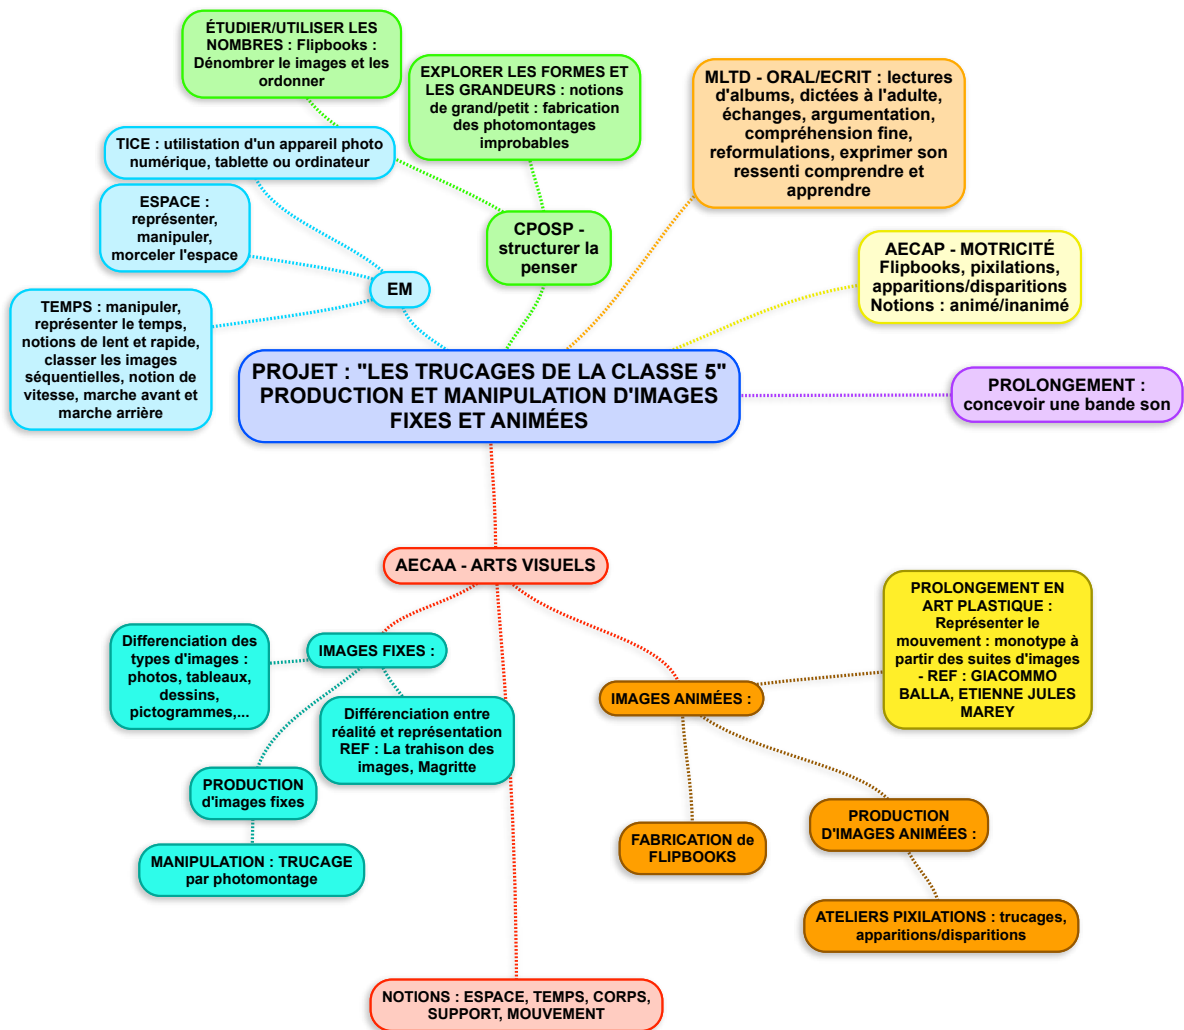 ÉTUDIER/UTILISER LES
NOMBRES : Flipbooks :
Dénombrer le images et les
ordonner
EXPLORER LES FORMES ET
LES GRANDEURS : notions
de grand/petit : fabrication
des photomontages
improbables
MLTD - ORAL/ECRIT : lectures
d'albums, dictées à l'adulte,
échanges, argumentation,
compréhension fine,
reformulations, exprimer son
ressenti comprendre et
apprendre
TICE : utilistation d'un appareil photo
numérique, tablette ou ordinateur
ESPACE :
représenter,
manipuler,
morceler l'espace
CPOSP -
structurer la
penser
AECAP - MOTRICITÉ
Flipbooks, pixilations,
apparitions/disparitions
Notions : animé/inanimé
EM
TEMPS : manipuler,
représenter le temps,
notions de lent et rapide,
classer les images
séquentielles, notion de
vitesse, marche avant et
marche arrière
PROJET : "LES TRUCAGES DE LA CLASSE 5"
PRODUCTION ET MANIPULATION D'IMAGES
FIXES ET ANIMÉES
PROLONGEMENT :
concevoir une bande son
AECAA - ARTS VISUELS
PROLONGEMENT EN
ART PLASTIQUE :
Représenter le
mouvement : monotype à
partir des suites d'images
- REF : GIACOMMO
BALLA, ETIENNE JULES
MAREY
Differenciation des
types d'images :
photos, tableaux,
dessins,
pictogrammes,...
IMAGES FIXES :
IMAGES ANIMÉES :
Différenciation entre
réalité et représentation
REF : La trahison des
images, Magritte
PRODUCTION
d'images fixes
MANIPULATION : TRUCAGE
par photomontage
FABRICATION de
FLIPBOOKS
PRODUCTION
D'IMAGES ANIMÉES :
ATELIERS PIXILATIONS : trucages,
apparitions/disparitions
NOTIONS : ESPACE, TEMPS, CORPS,
SUPPORT, MOUVEMENT